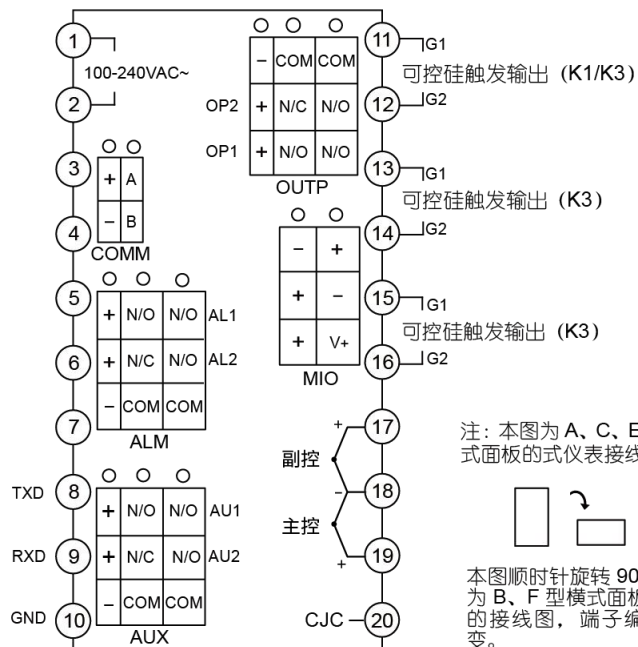 1
100-240VAC~
2
3
+ A
- B
4
COMM
5
+ N/O N/O AL1
6
+ N/C N/O AL2
7
- COM COM
ALM
TXD 8
+ N/O N/O AU1
RXD 9
+ N/C N/O AU2
GND 10
- COM COM
AUX
- COM COM
OP2 + N/C N/O
OP1 + N/O N/O
OUTP
- +
+ -
+ V+
MIO
11 G1
可控硅触发输出 (K1/K3)
12 G2
13 G1
可控硅触发输出 (K3)
14 G2
15 G1
可控硅触发输出 (K3)
16 G2
+ 17
副控
- 18
主控
+ 19
CJC 20
注: 本图为 A、C、E
式面板的式仪表接线
本图顺时针旋转 90
为 B、F 型横式面板
的接线图，端子编
变。